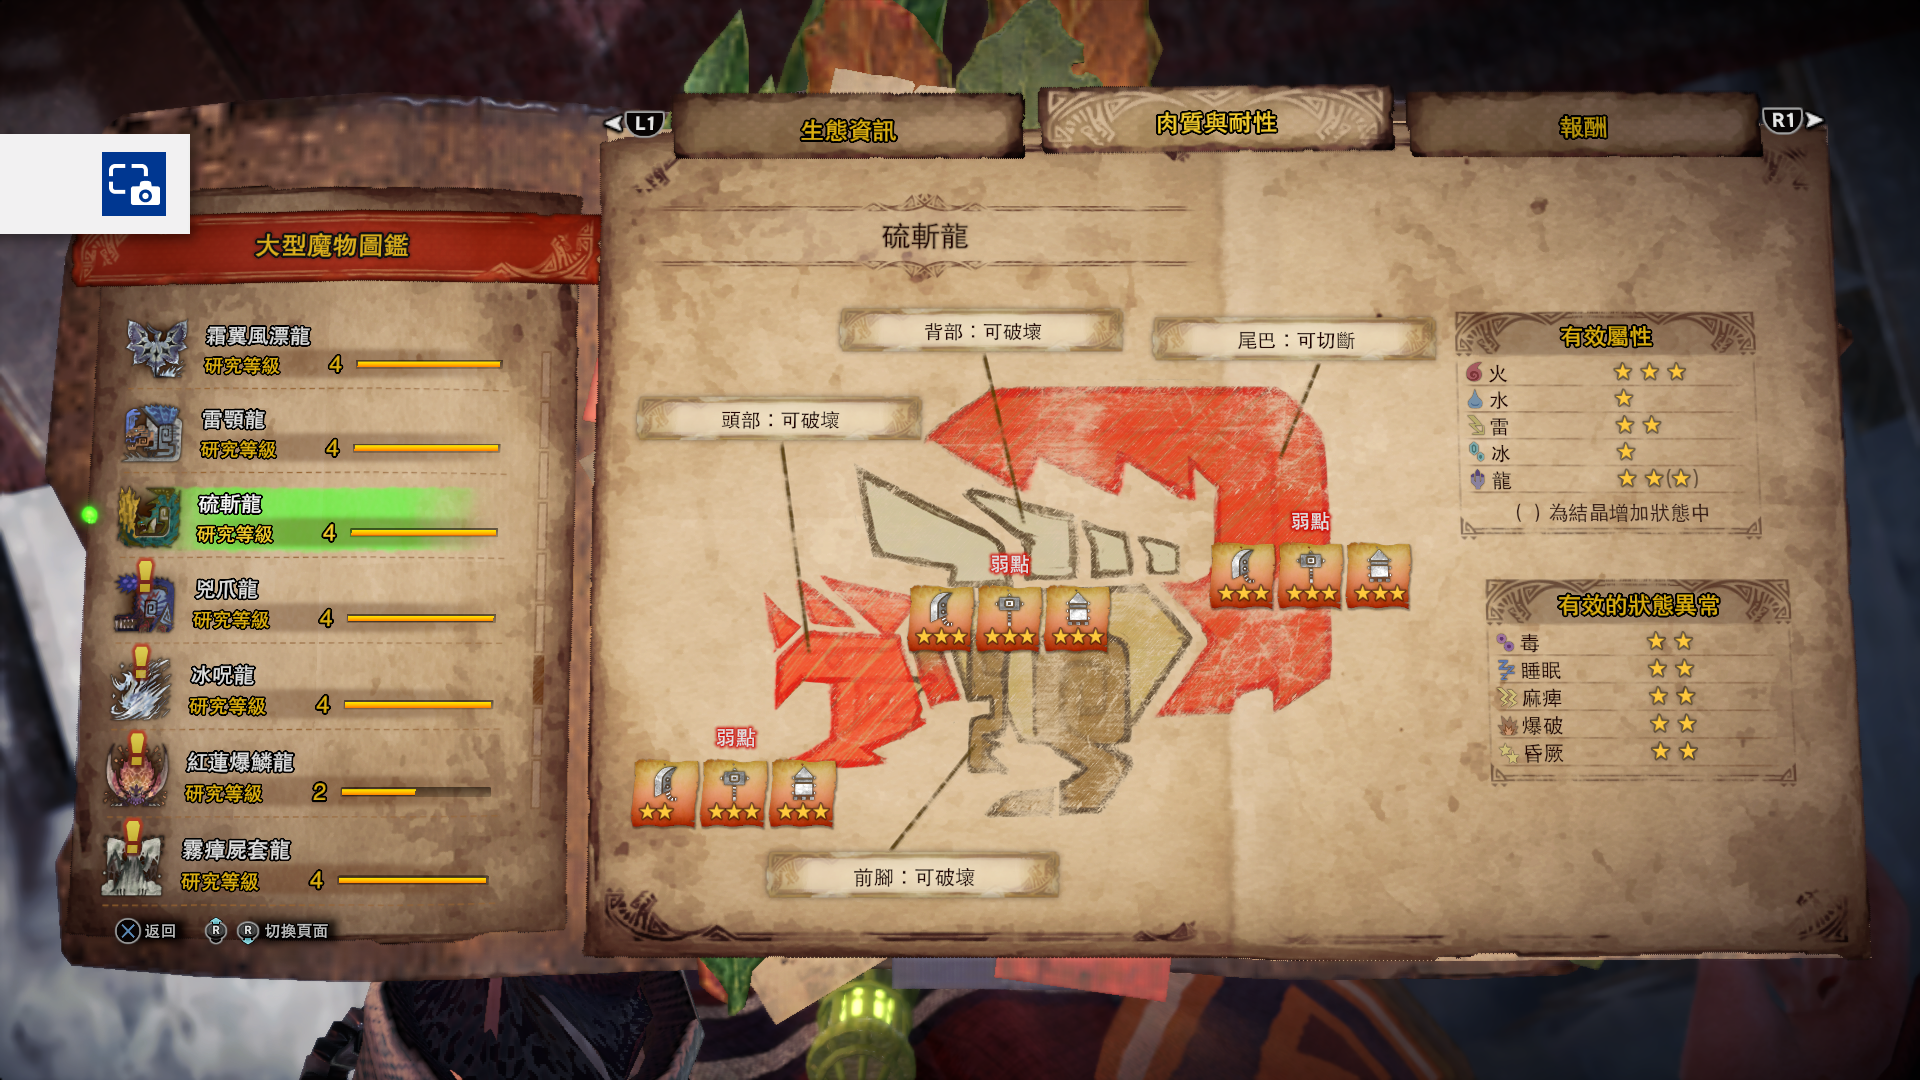 L1
生態資訊
肉質與耐性
報酬
R1
大型魔物圖鑑
霜翼風漂龍
研究等級 4
雷顎龍
研究等級 4
硫斬龍
研究等級 4
兇爪龍
研究等級 4
冰呪龍
研究等級 4
紅蓮爆鱗龍
研究等級 2
霧瘴屍套龍
研究等級 4
返回 R R 切換頁面
硫斬龍
背部：可破壞
尾巴：可切斷
頭部：可破壞
弱點
弱點
弱點
前腳：可破壞
有效屬性
火 ★★★
水 ★
雷 ★★
冰 ★
龍 ★★(★)
( ) 為結晶增加狀態中
有效的狀態異常
毒 ★★
睡眠 ★★
麻痺 ★★
爆破 ★★
昏厥 ★★